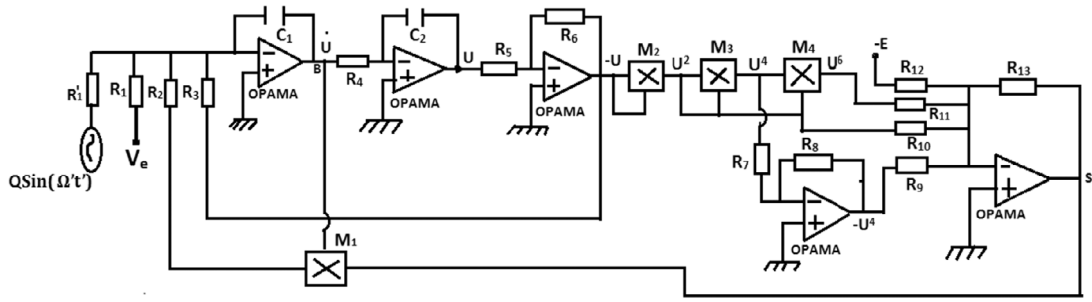 C₁
U̇
B
OPAMA
C₂
R₄
U
OPAMA
R₅
R₆
OPAMA
-U
M₂
U²
M₃
U⁴
M₄
U⁶
-E
R₁₂
R₁₃
R₁₁
R₁₀
R'₁
R₁
R₂
R₃
Vₑ
QSin(Ω't')
R₇
R₈
R₉
OPAMA
-U⁴
OPAMA
S
M₁